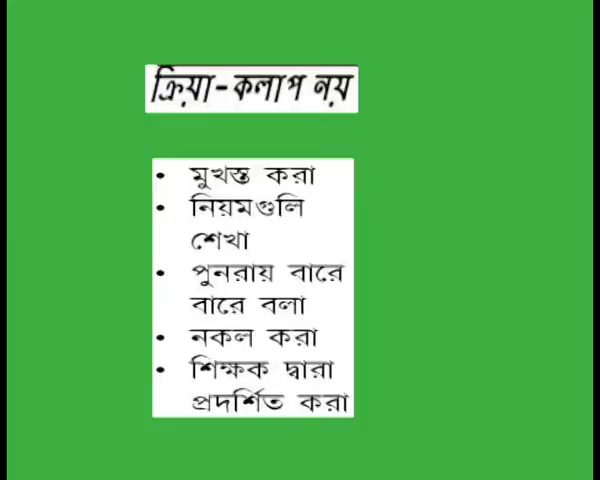 ক্রিয়া-কলাপ নয়
• মুখস্ত করা
• নিয়মগুলি
শেখা
• পুনরায় বারে
বারে বলা
• নকল করা
• শিক্ষক দ্বারা
প্রদর্শিত করা